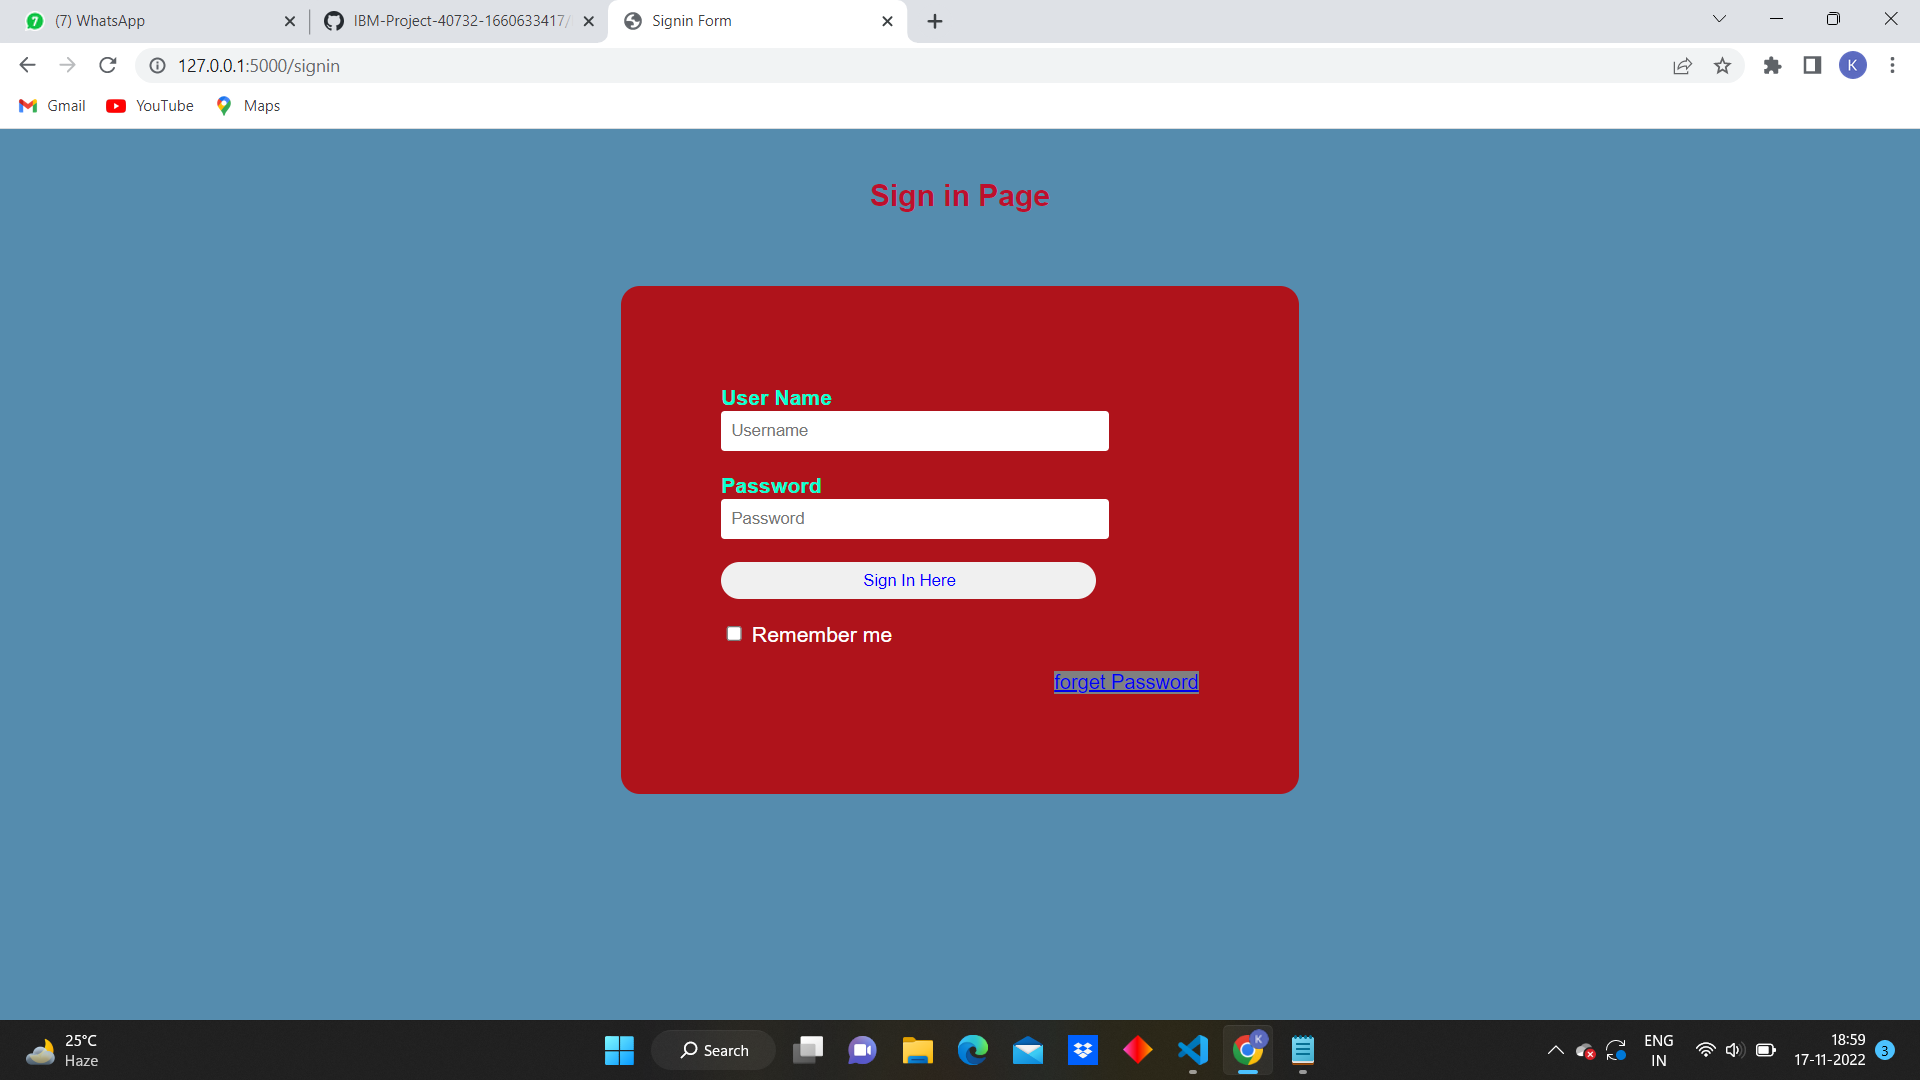 7 (7) WhatsApp
IBM-Project-40732-1660633417/
Signin Form
127.0.0.1:5000/signin
K
Gmail
YouTube
Maps
Sign in Page
User Name
Username
Password
Password
Sign In Here
Remember me
forget Password
25°C
Haze
Search
K
ENG
IN
18:59
17-11-2022
3